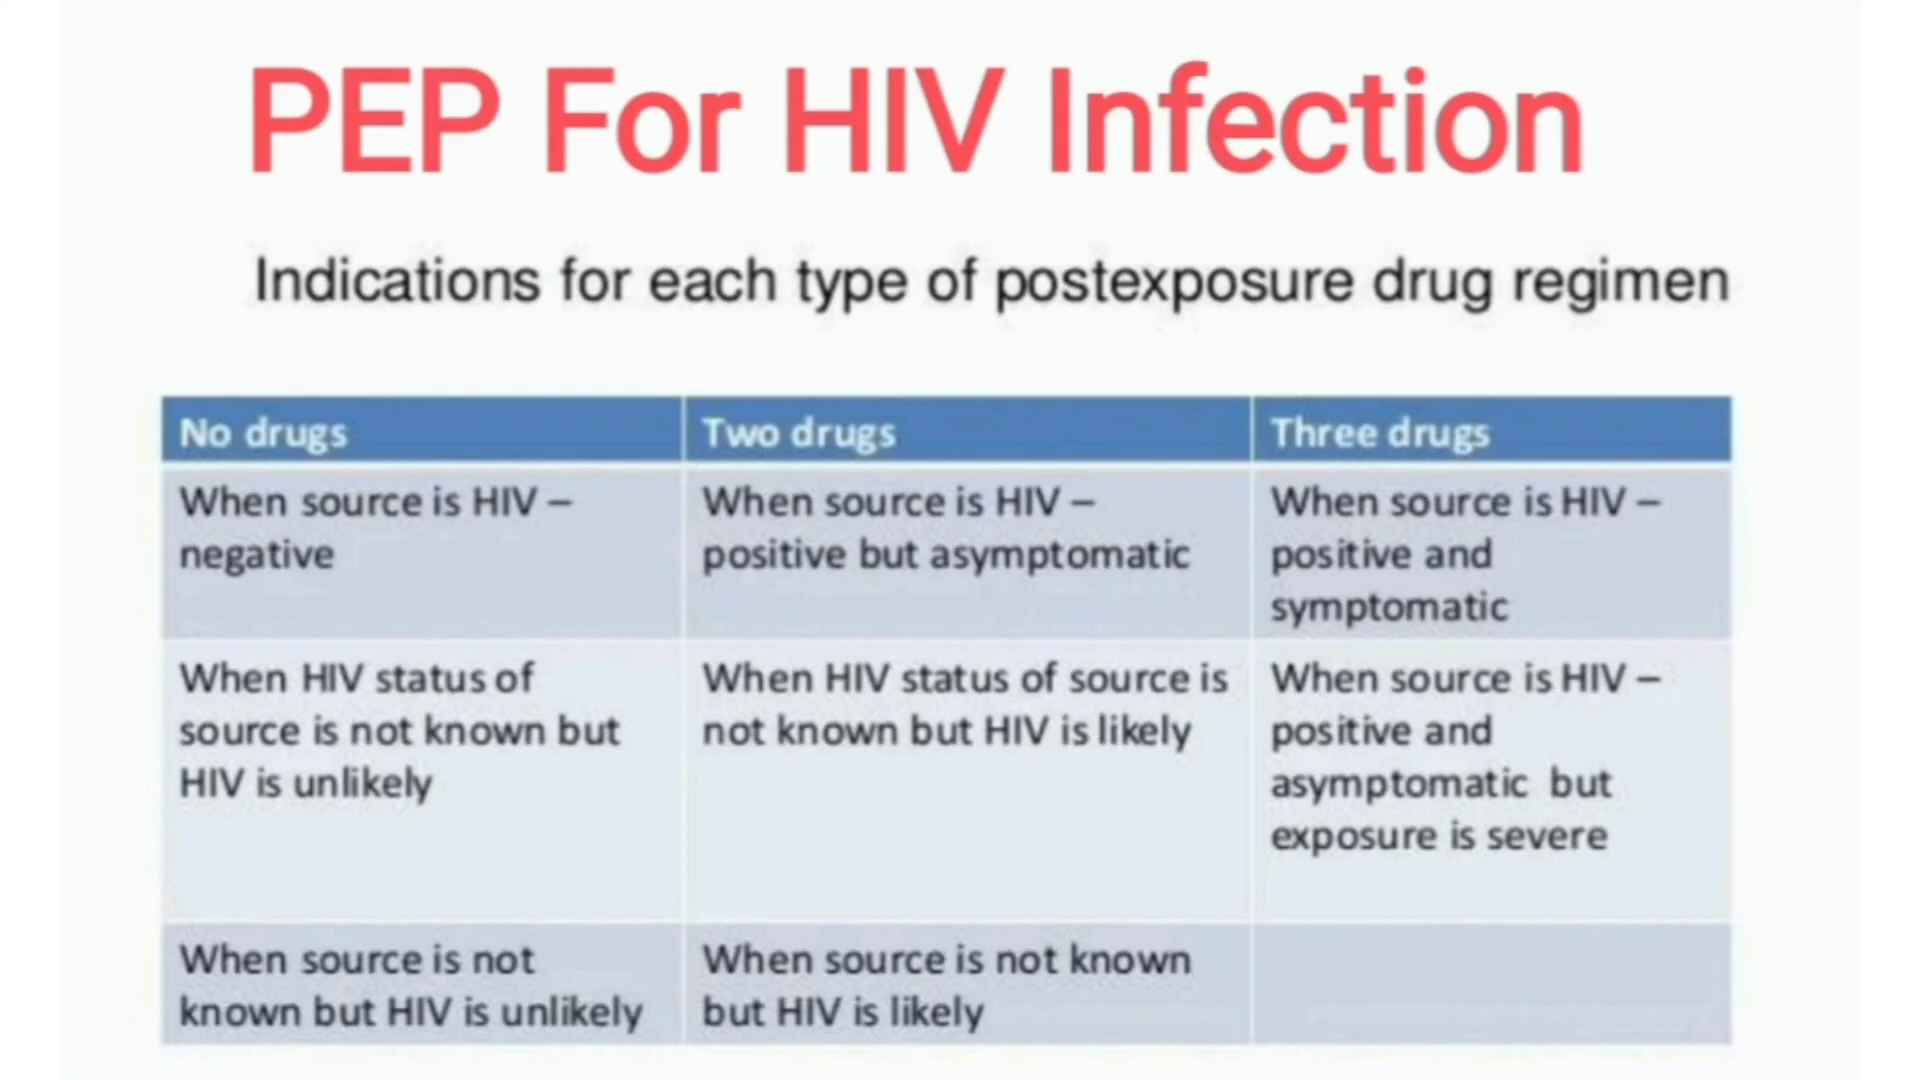 PEP For HIV Infection
Indications for each type of postexposure drug regimen
No drugs
Two drugs
Three drugs
When source is HIV –
negative
When source is HIV –
positive but asymptomatic
When source is HIV –
positive and
symptomatic
When HIV status of
source is not known but
HIV is unlikely
When HIV status of source is
not known but HIV is likely
When source is HIV –
positive and
asymptomatic but
exposure is severe
When source is not
known but HIV is unlikely
When source is not known
but HIV is likely